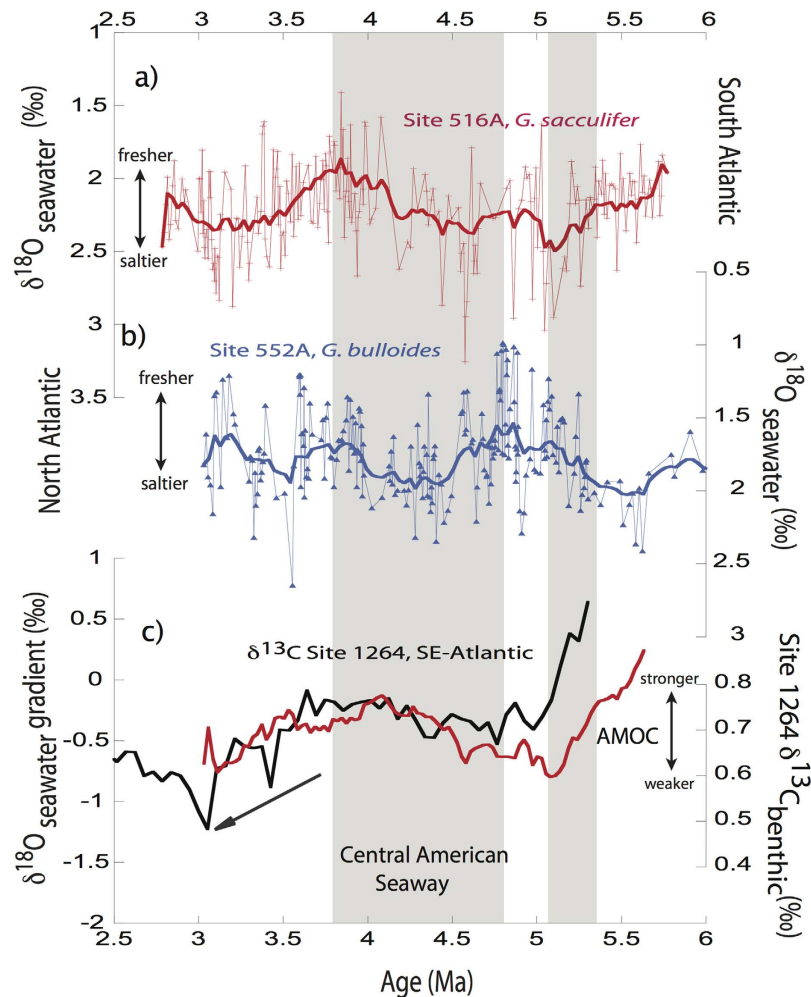 2.5 3 3.5 4 4.5 5 5.5 6
1
1.5
2
2.5
3
3.5
a)
δ18O seawater (‰)
fresher
saltier
Site 516A, G. sacculifer
South Atlantic
0.5
1
1.5
2
2.5
3
b)
Site 552A, G. bulloides
North Atlantic
fresher
saltier
δ18O seawater (‰)
1
0.5
0
-0.5
-1
-1.5
-2
c)
δ18O seawater gradient (‰)
δ13C Site 1264, SE-Atlantic
stronger
AMOC
weaker
0.8
0.7
0.6
0.5
0.4
Site 1264 δ13C benthic (‰)
Central American
Seaway
2.5 3 3.5 4 4.5 5 5.5 6
Age (Ma)